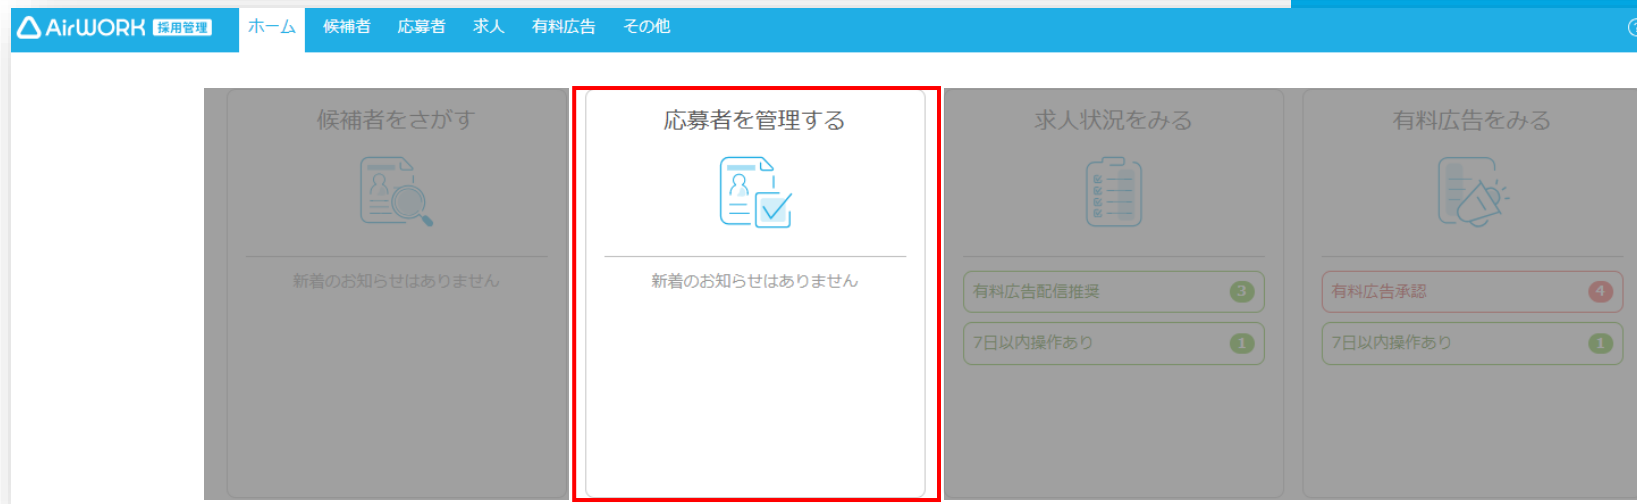 AirWORK 採用管理 ホーム 候補者 応募者 求人 有料広告 その他
候補者をさがす
新着のお知らせはありません
応募者を管理する
新着のお知らせはありません
求人状況をみる
有料広告配信推奨 3
7日以内操作あり 1
有料広告をみる
有料広告承認 4
7日以内操作あり 1